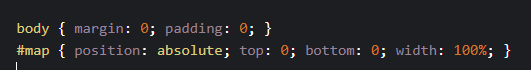 body { margin: 0; padding: 0; }
#map { position: absolute; top: 0; bottom: 0; width: 100%; }